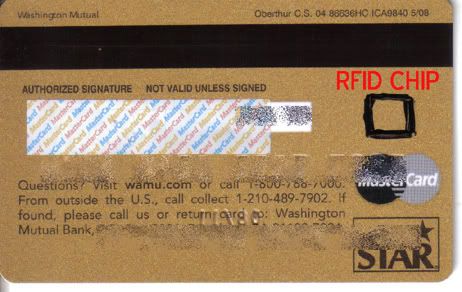 Washington Mutual
Oberthur C.S. 04 86636HC ICA9840 5/08
AUTHORIZED SIGNATURE NOT VALID UNLESS SIGNED
RFID CHIP
MasterCard
Questions? Visit wamu.com or call 1-800-788-7000.
From outside the U.S., call collect 1-210-489-7902. If
found, please call us or return card to: Washington
Mutual Bank,
MasterCard
STAR